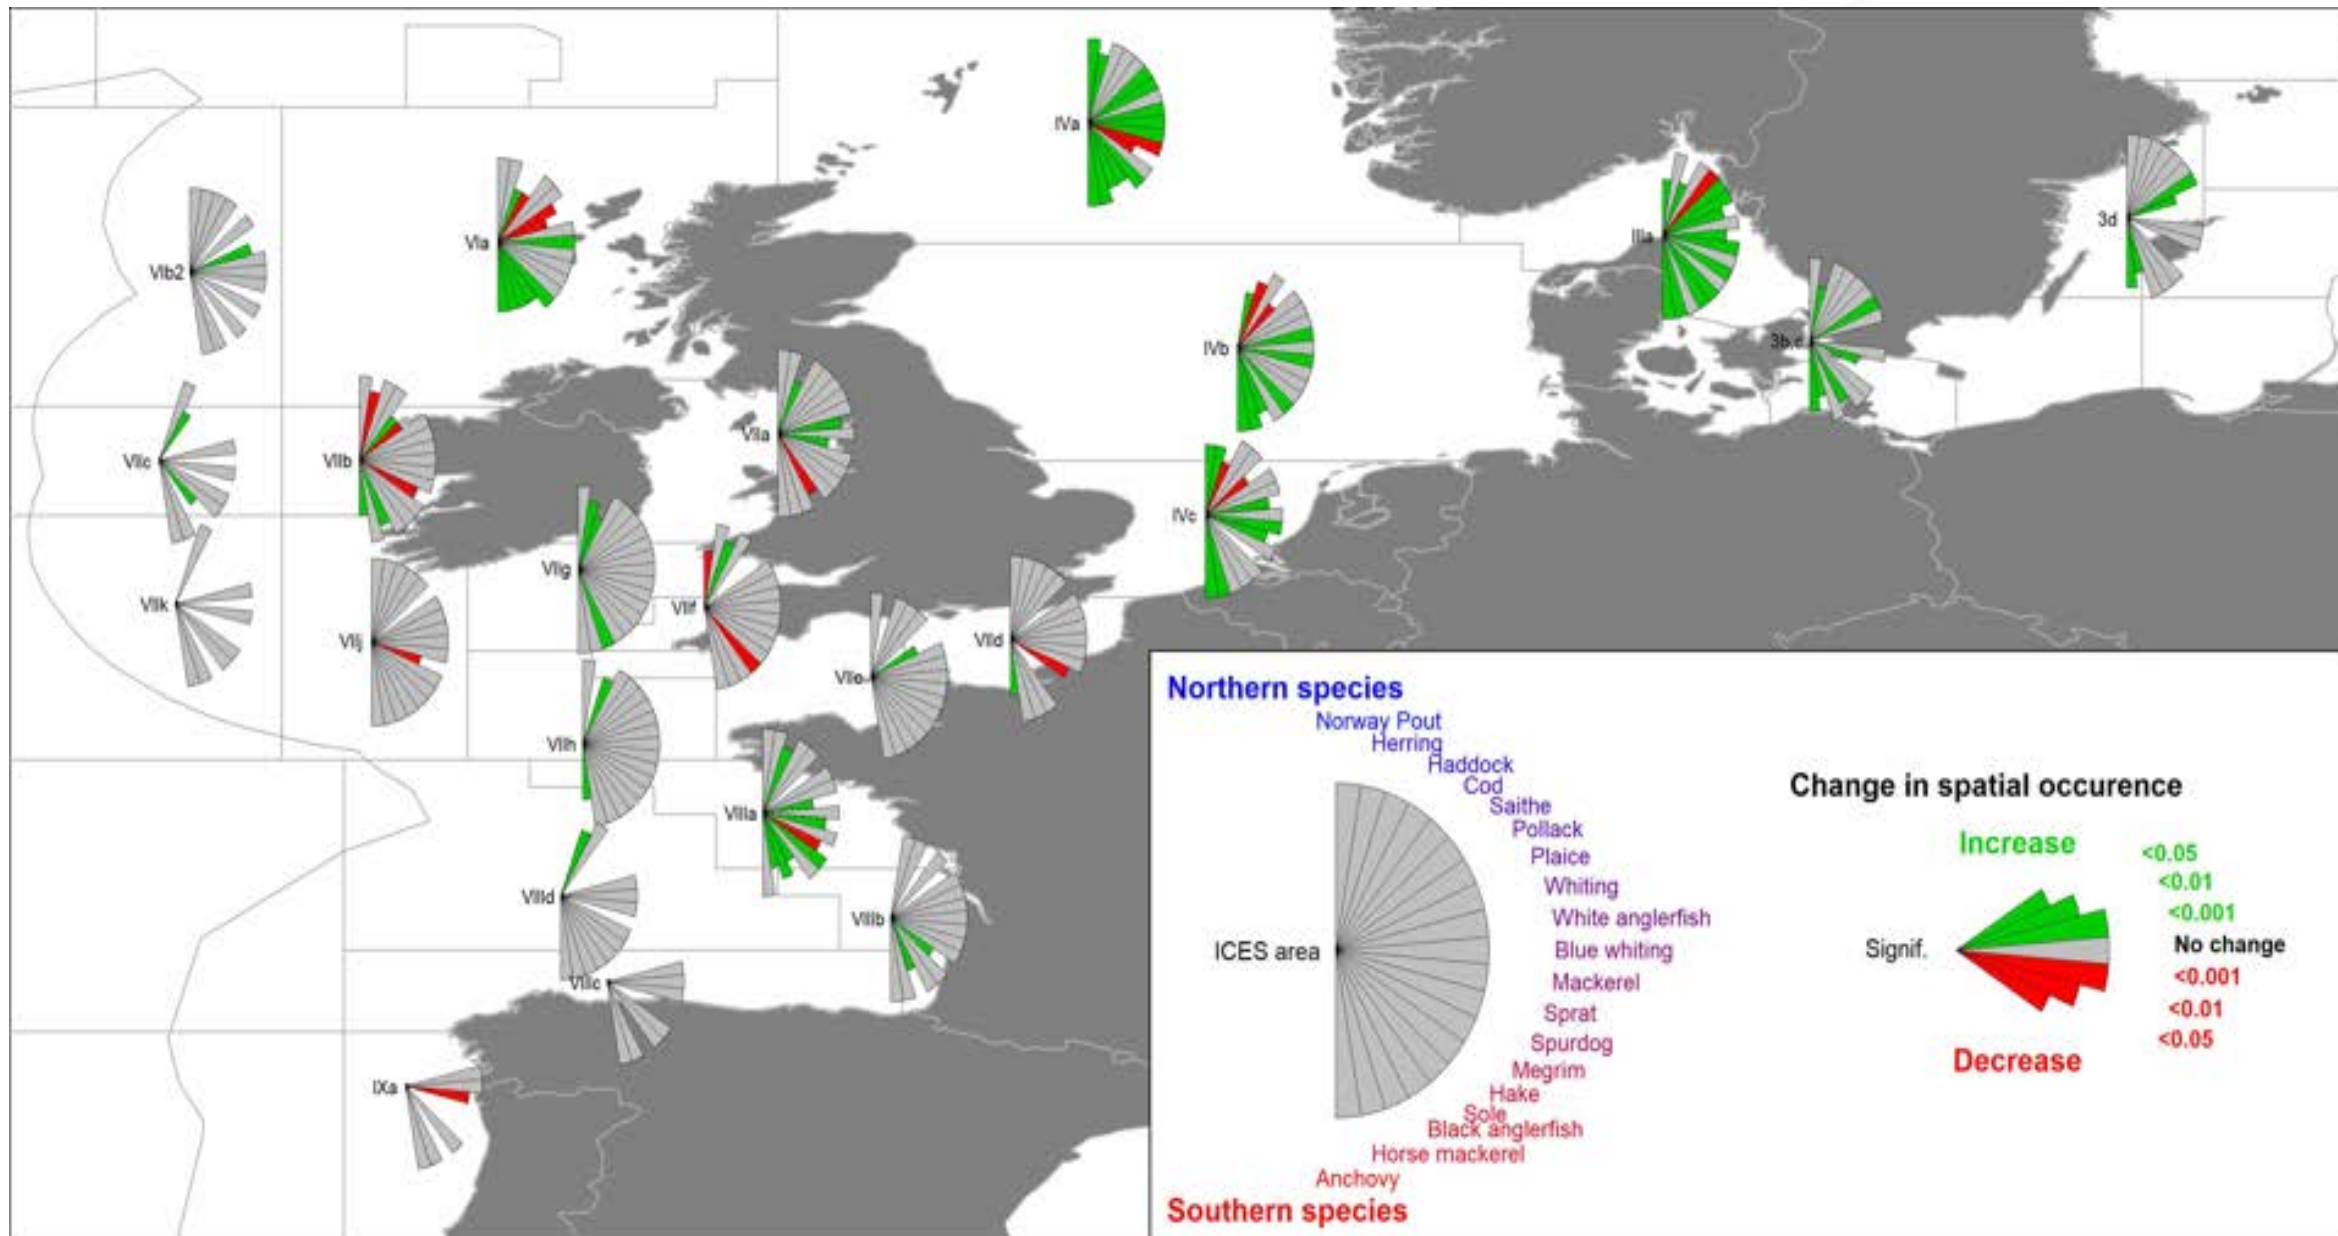 IVa
3d
VIa
IIIa
VIb2
3b,c
IVb
VIIa
VIIc
VIIb
IVc
VIIg
VIIk
VIIf
VIIj
VIId
VIIe
VIIh
VIIIa
VIIId
VIIIb
VIIIc
IXa
Northern species
Norway Pout
Herring
Haddock
Cod
Saithe
Pollack
Plaice
Whiting
White anglerfish
Blue whiting
Mackerel
Sprat
Spurdog
Megrim
Hake
Sole
Black anglerfish
Horse mackerel
Anchovy
Southern species
ICES area
Change in spatial occurence
Increase
<0.05
<0.01
<0.001
Signif.
No change
<0.001
<0.01
<0.05
Decrease